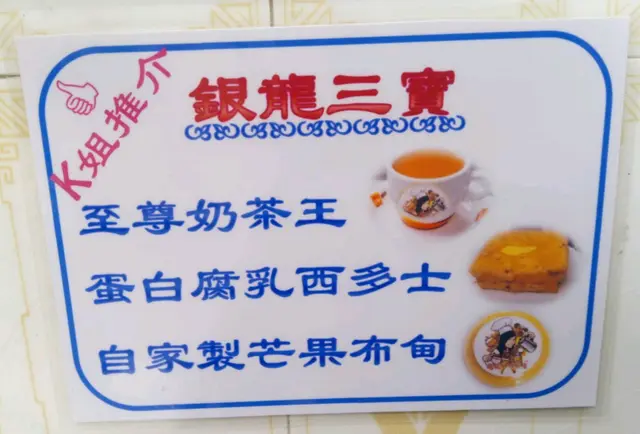 K姐推介
銀龍三寶
至尊奶茶王
蛋白腐乳西多士
自家製芒果布甸